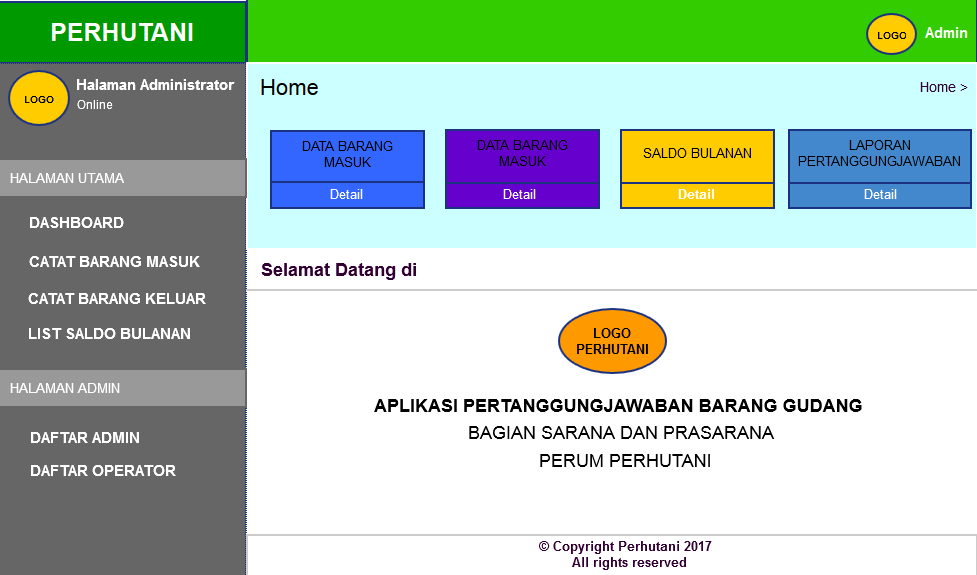 PERHUTANI
LOGO
Admin
LOGO
Halaman Administrator
Online
HALAMAN UTAMA
DASHBOARD
CATAT BARANG MASUK
CATAT BARANG KELUAR
LIST SALDO BULANAN
HALAMAN ADMIN
DAFTAR ADMIN
DAFTAR OPERATOR
Home
Home >
DATA BARANG
MASUK
Detail
DATA BARANG
MASUK
Detail
SALDO BULANAN
Detail
LAPORAN
PERTANGGUNGJAWABAN
Detail
Selamat Datang di
LOGO
PERHUTANI
APLIKASI PERTANGGUNGJAWABAN BARANG GUDANG
BAGIAN SARANA DAN PRASARANA
PERUM PERHUTANI
© Copyright Perhutani 2017
All rights reserved